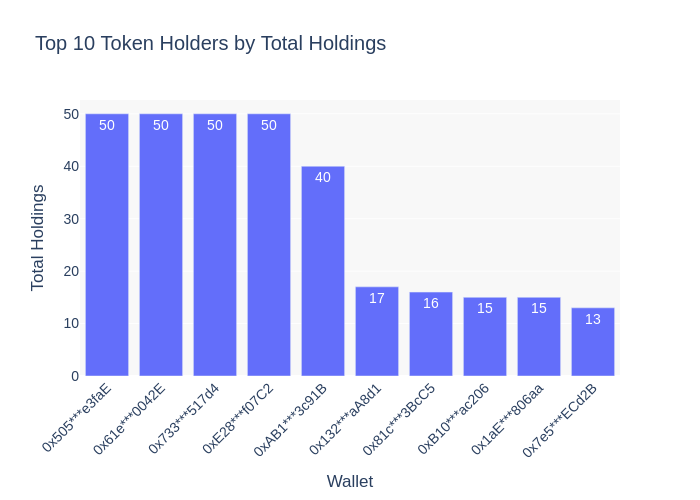 Top 10 Token Holders by Total Holdings
Total Holdings
50
40
30
20
10
0
50
50
50
50
40
17
16
15
15
13
0x505***e3faE
0x61e***0042E
0x733***517d4
0xE28***f07C2
0xAB1***3c91B
0x132***aA8d1
0x81c***3BcC5
0xB10***ac206
0x1aE***806aa
0x7e5***ECd2B
Wallet